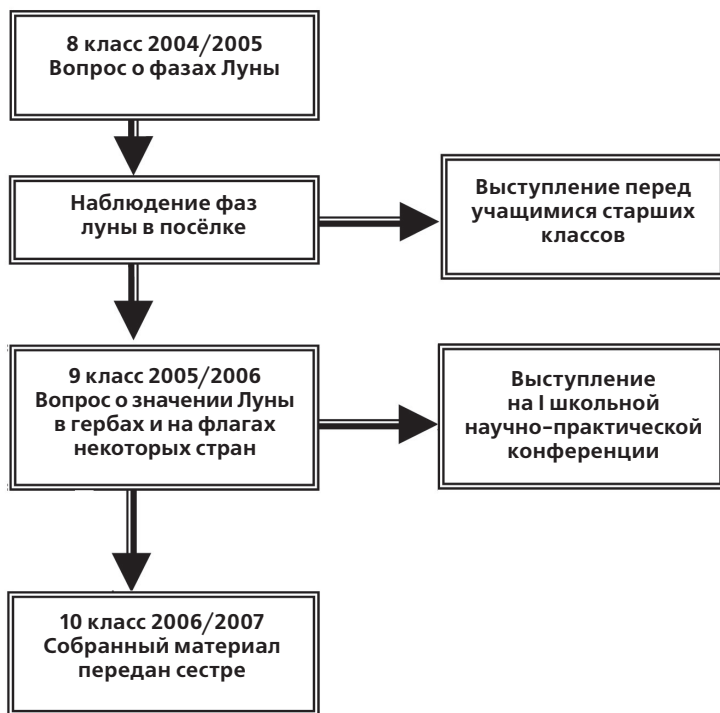 8 класс 2004/2005
Вопрос о фазах Луны
Наблюдение фаз
луны в посёлке
Выступление перед
учащимися старших
классов
9 класс 2005/2006
Вопрос о значении Луны
в гербах и на флагах
некоторых стран
Выступление
на I школьной
научно-практической
конференции
10 класс 2006/2007
Собранный материал
передан сестре